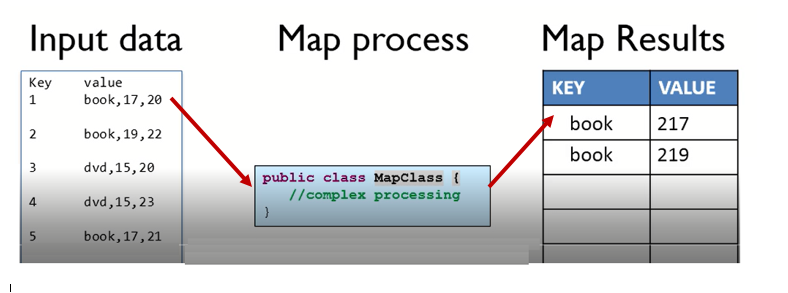 Input data
Map process
Map Results
Key value
1 book,17,20
2 book,19,22
3 dvd,15,20
4 dvd,15,23
5 book,17,21
public class MapClass {
//complex processing
}
KEY VALUE
book 217
book 219